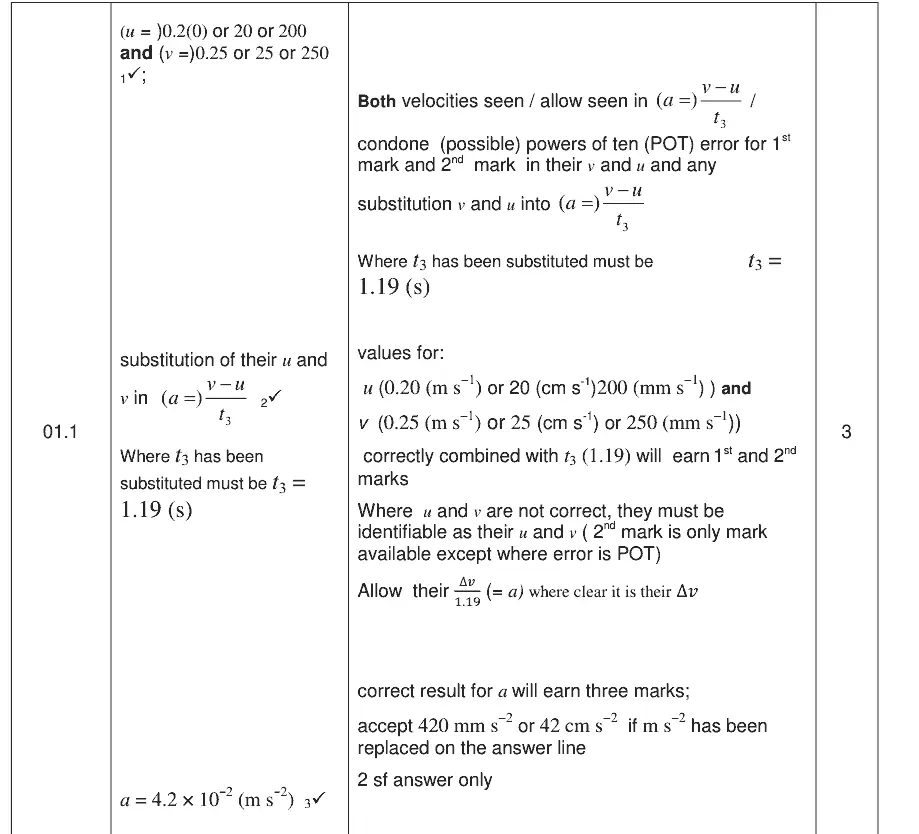 (u = )0.2(0) or 20 or 200
and (v =)0.25 or 25 or 250
1✓;
Both velocities seen / allow seen in (a =) (v − u)/t3 /
condone (possible) powers of ten (POT) error for 1st
mark and 2nd mark in their v and u and any
substitution v and u into (a =) (v − u)/t3
Where t3 has been substituted must be t3 =
1.19 (s)
01.1
substitution of their u and
v in (a =) (v − u)/t3 2✓
Where t3 has been
substituted must be t3 =
1.19 (s)
values for:
u (0.20 (m s−1) or 20 (cm s-1)200 (mm s−1) ) and
v (0.25 (m s−1) or 25 (cm s-1) or 250 (mm s−1))
correctly combined with t3 (1.19) will earn 1st and 2nd
marks
Where u and v are not correct, they must be
identifiable as their u and v ( 2nd mark is only mark
available except where error is POT)
Allow their Δv/1.19 (= a) where clear it is their Δv
3
a = 4.2 × 10−2 (m s−2) 3✓
correct result for a will earn three marks;
accept 420 mm s−2 or 42 cm s−2 if m s−2 has been
replaced on the answer line
2 sf answer only